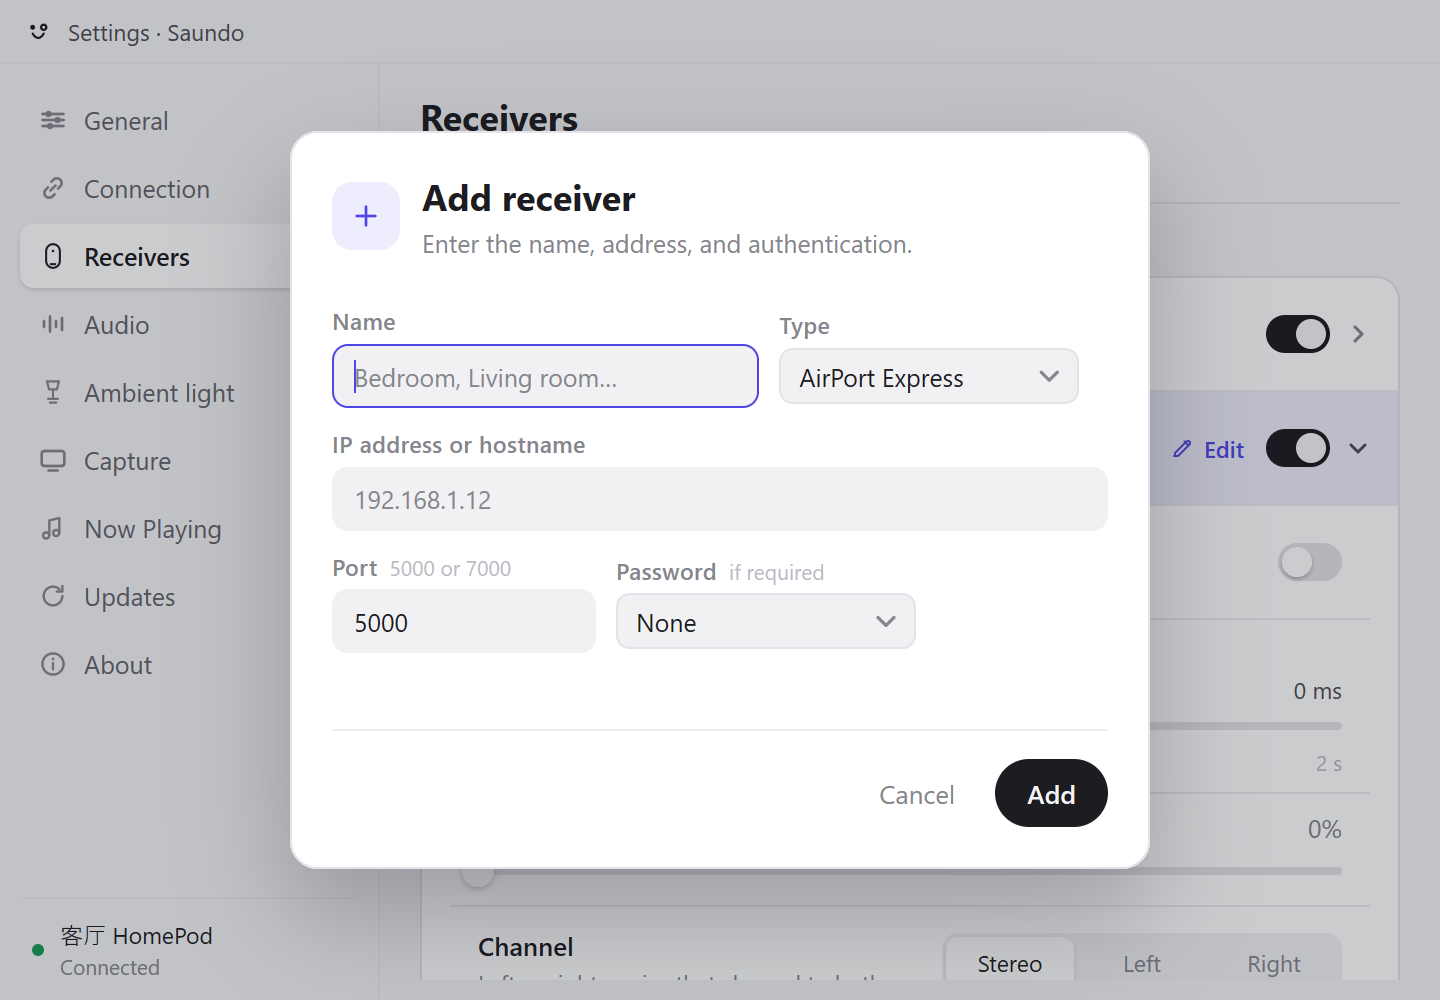 Settings · Saundo
General
Connection
Receivers
Audio
Ambient light
Capture
Now Playing
Updates
About
客厅 HomePod
Connected
Receivers
Add receiver
Enter the name, address, and authentication.
Name
Type
Bedroom, Living room...
AirPort Express
IP address or hostname
192.168.1.12
Port 5000 or 7000
Password if required
5000
None
Cancel
Add
Edit
0 ms
2 s
0%
Channel
Stereo
Left
Right